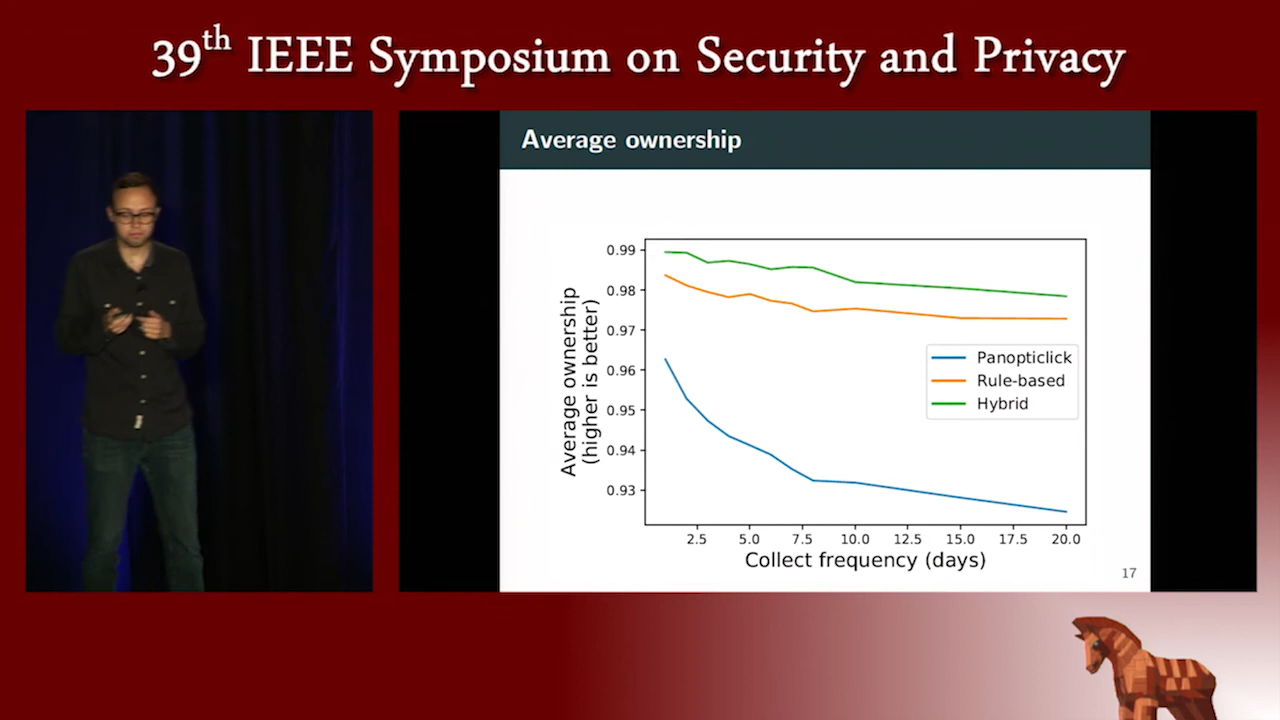 39th IEEE Symposium on Security and Privacy
Average ownership
Average ownership
(higher is better)
0.99
0.98
0.97
0.96
0.95
0.94
0.93
Panopticlick
Rule-based
Hybrid
2.5 5.0 7.5 10.0 12.5 15.0 17.5 20.0
Collect frequency (days)
17